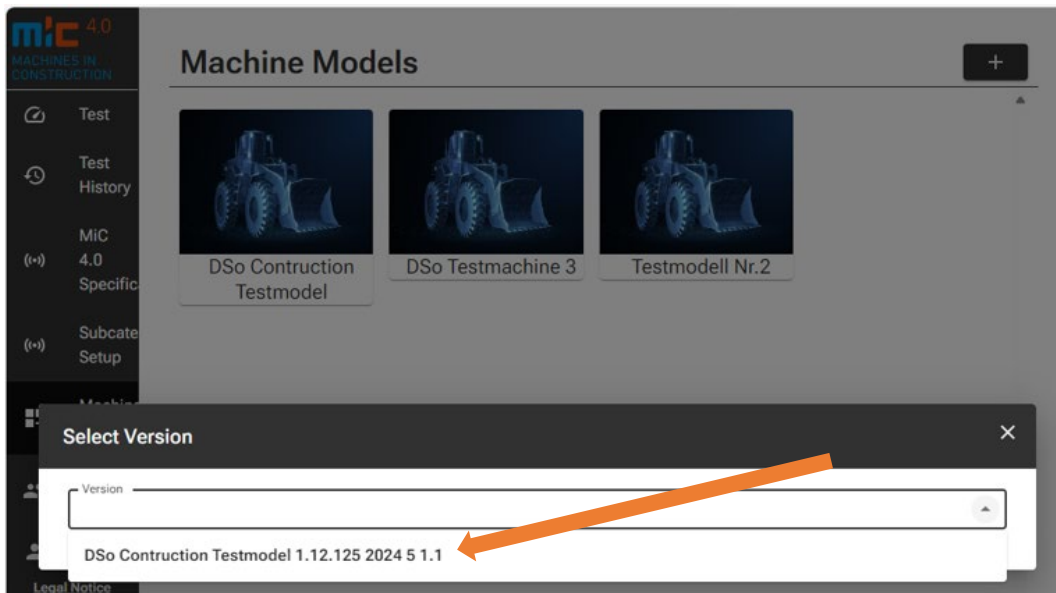 mic 4.0
MACHINES IN
CONSTRUCTION
Machine Models
+
Test
Test
History
MiC
4.0
Specific
Subcate
Setup
DSo Contruction
Testmodel
DSo Testmachine 3
Testmodell Nr.2
Select Version
Version
DSo Contruction Testmodel 1.12.125 2024 5 1.1
Legal Notice